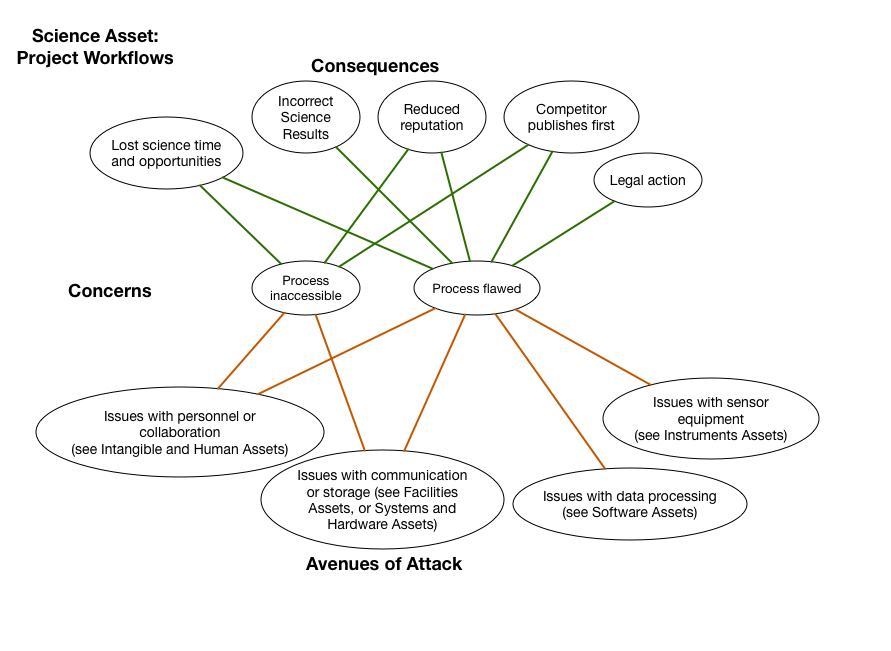 Science Asset:
Project Workflows
Consequences
Incorrect
Science
Results
Reduced
reputation
Competitor
publishes first
Lost science time
and opportunities
Legal action
Concerns
Process
inaccessible
Process flawed
Issues with personnel or
collaboration
(see Intangible and Human Assets)
Issues with sensor
equipment
(see Instruments Assets)
Issues with communication
or storage (see Facilities
Assets, or Systems and
Hardware Assets)
Issues with data processing
(see Software Assets)
Avenues of Attack